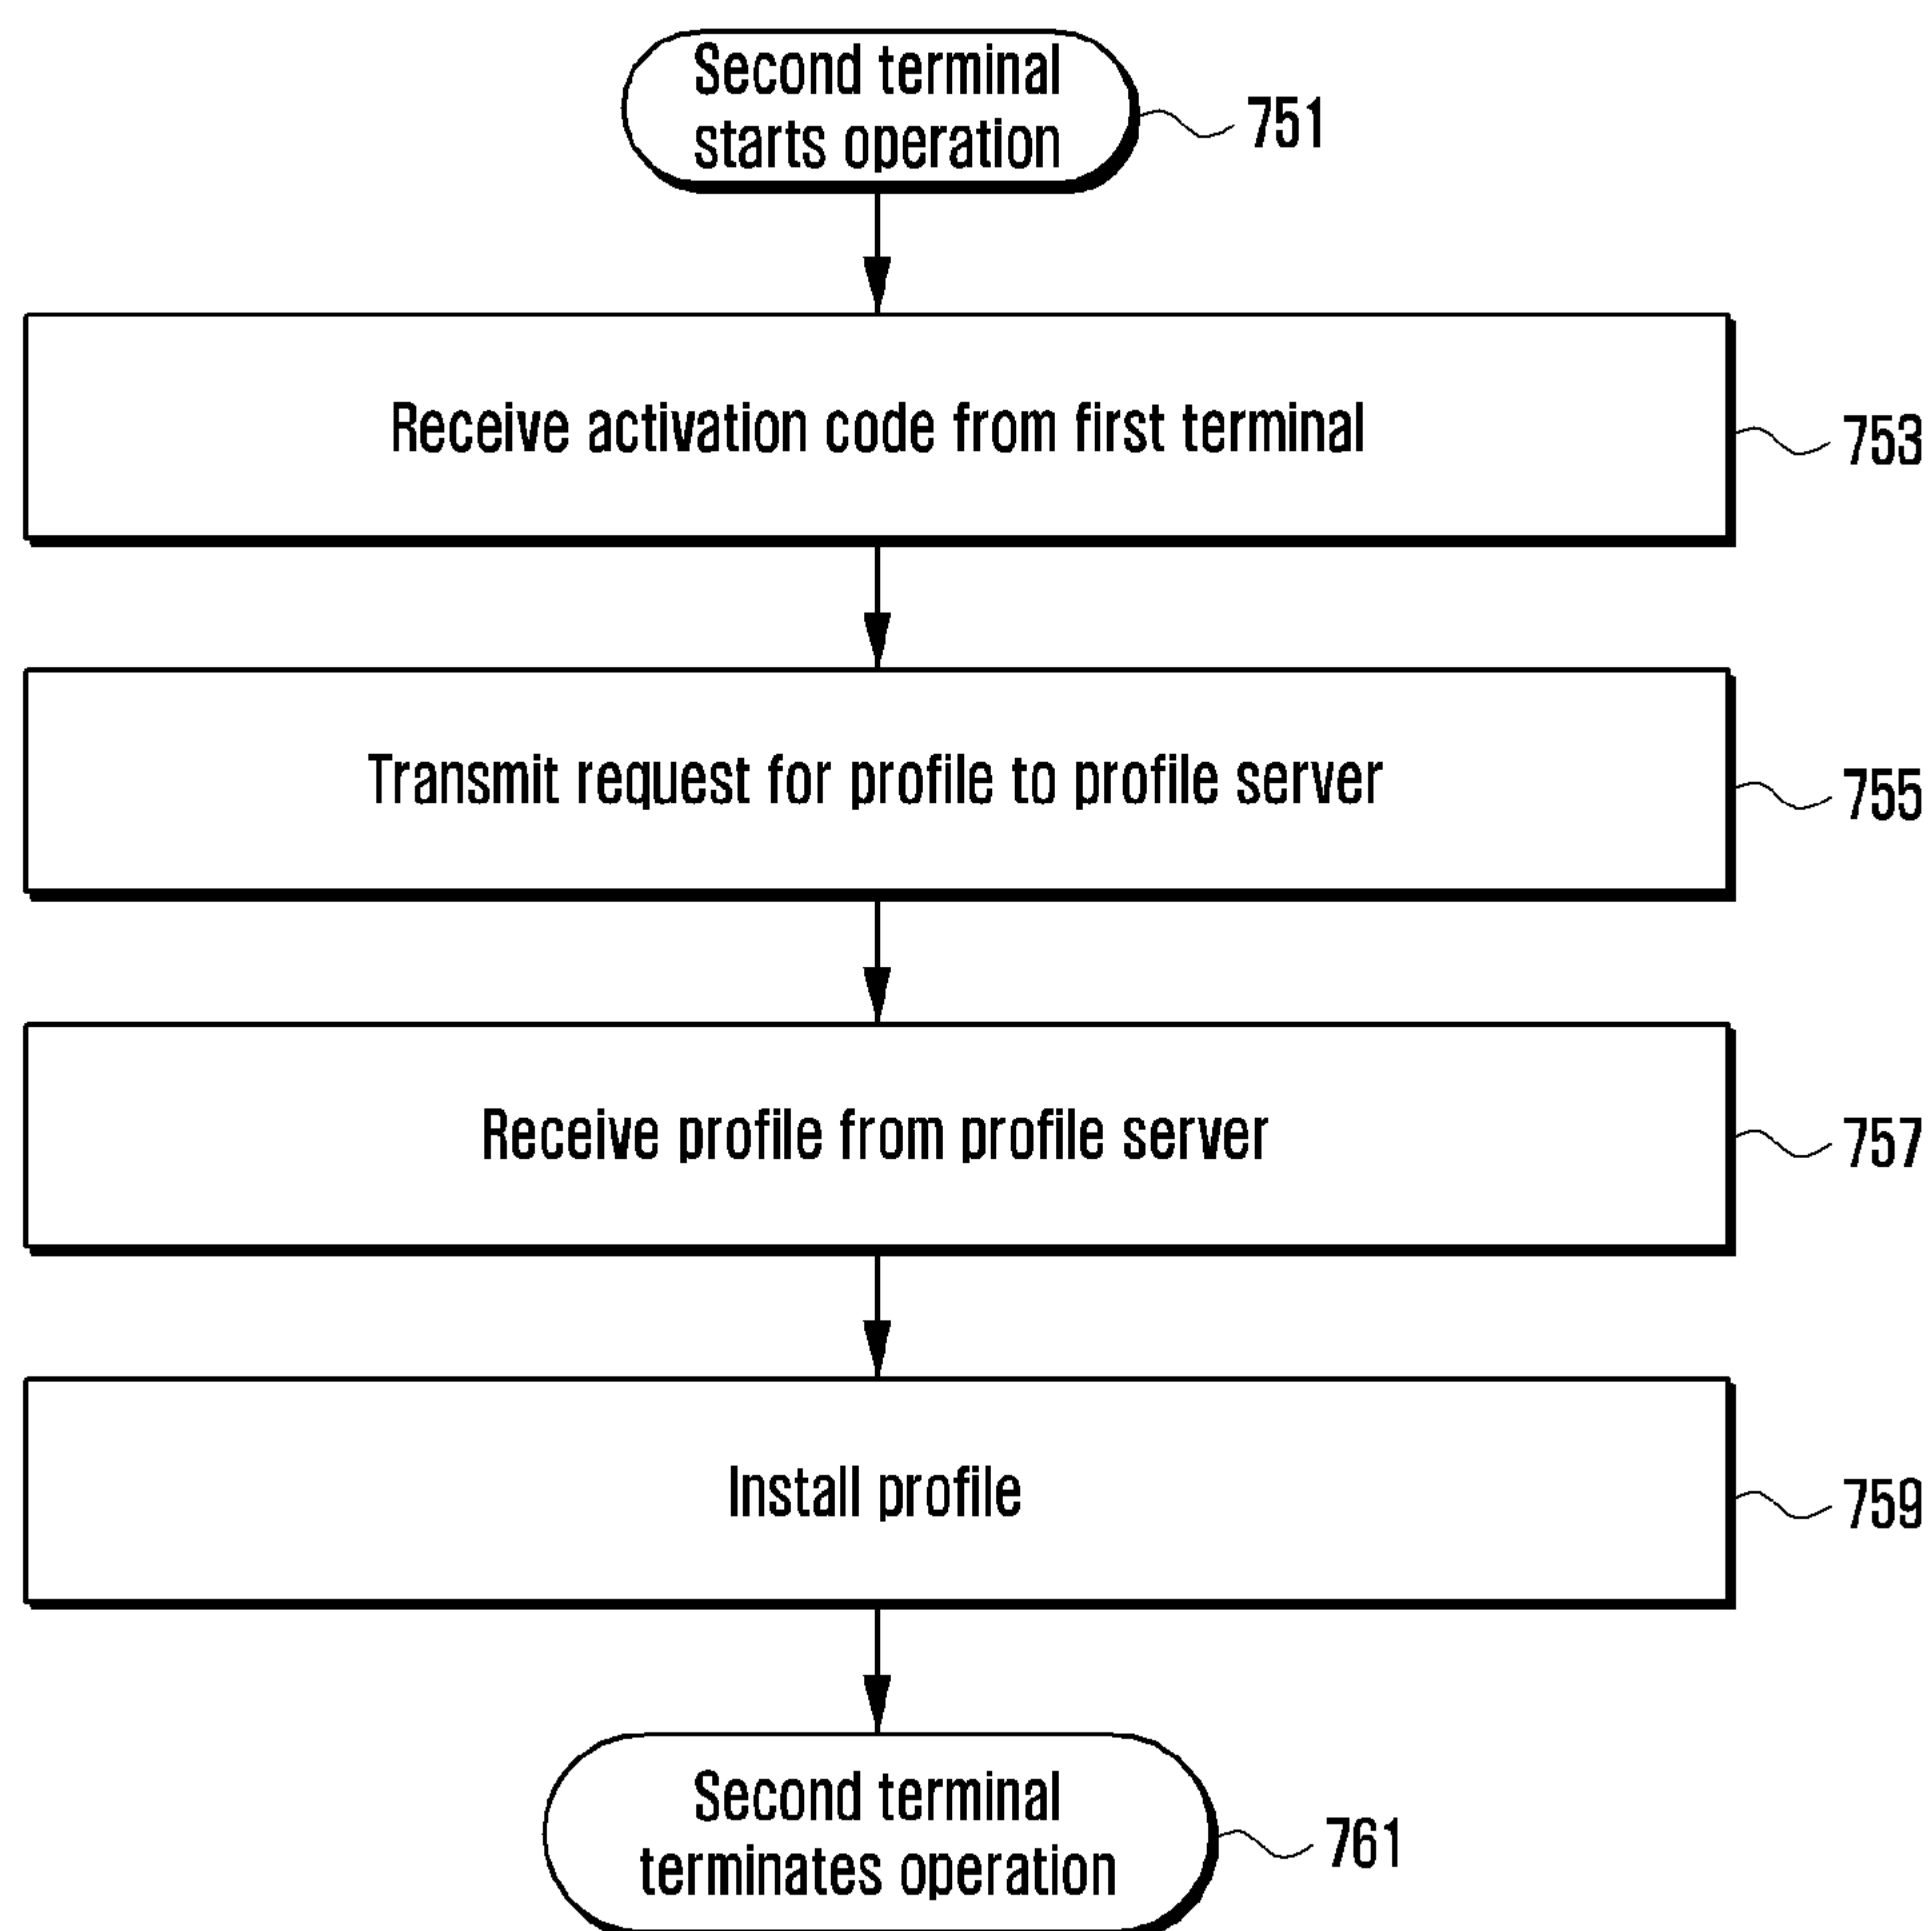 Second terminal
starts operation
751
Receive activation code from first terminal
753
Transmit request for profile to profile server
755
Receive profile from profile server
757
Install profile
759
Second terminal
terminates operation
761